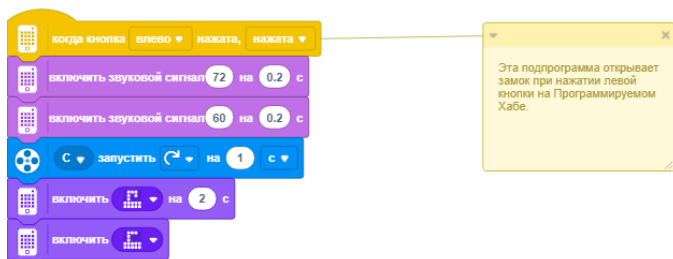 когда кнопка влево нажата, нажата
включить звуковой сигнал 72 на 0.2 с
включить звуковой сигнал 60 на 0.2 с
C запустить на 1 с
включить на 2 с
включить
Эта подпрограмма открывает
замок при нажатии левой
кнопки на Программируемом
Хабе.